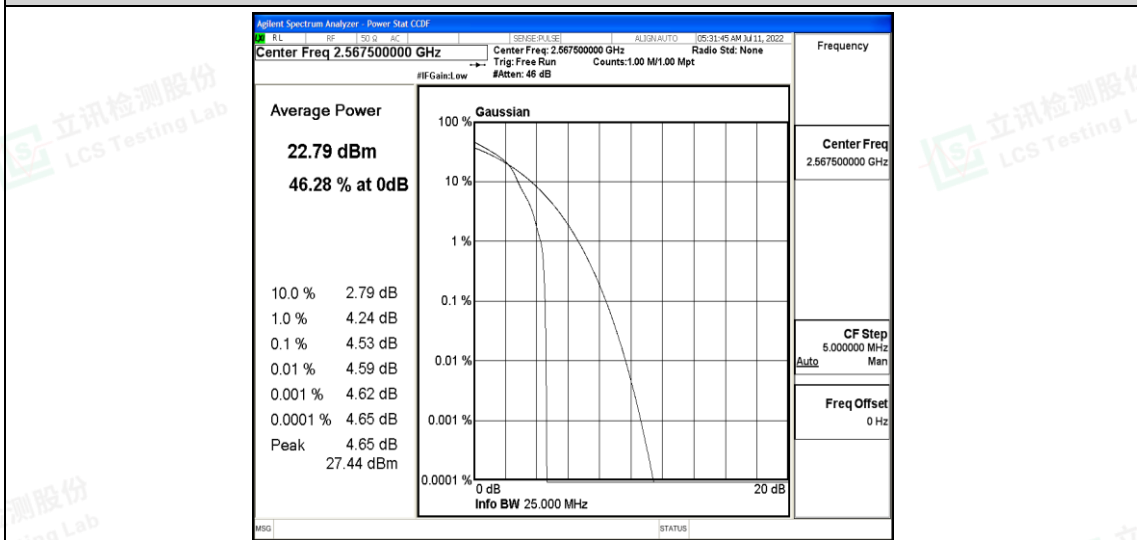 Agilent Spectrum Analyzer - Power Stat CCDF
RL RF 50 Ω AC SENSE:PULSE ALIGNAUTO 05:31:45 AM Jul 11, 2022
Center Freq 2.567500000 GHz
Center Freq: 2.567500000 GHz Radio Std: None
Trig: Free Run Counts:1.00 M/1.00 Mpt
#IFGain:Low #Atten: 46 dB
Frequency
Average Power
22.79 dBm
46.28 % at 0dB
10.0 % 2.79 dB
1.0 % 4.24 dB
0.1 % 4.53 dB
0.01 % 4.59 dB
0.001 % 4.62 dB
0.0001 % 4.65 dB
Peak 4.65 dB
27.44 dBm
Gaussian
100 %
10 %
1 %
0.1 %
0.01 %
0.001 %
0.0001 %
0 dB 20 dB
Info BW 25.000 MHz
Center Freq
2.567500000 GHz
CF Step
5.000000 MHz
Auto Man
Freq Offset
0 Hz
MSG STATUS
立讯检测股份
LCS Testing Lab
立讯检测股份
LCS Testing L
测股份
ing Lab
立